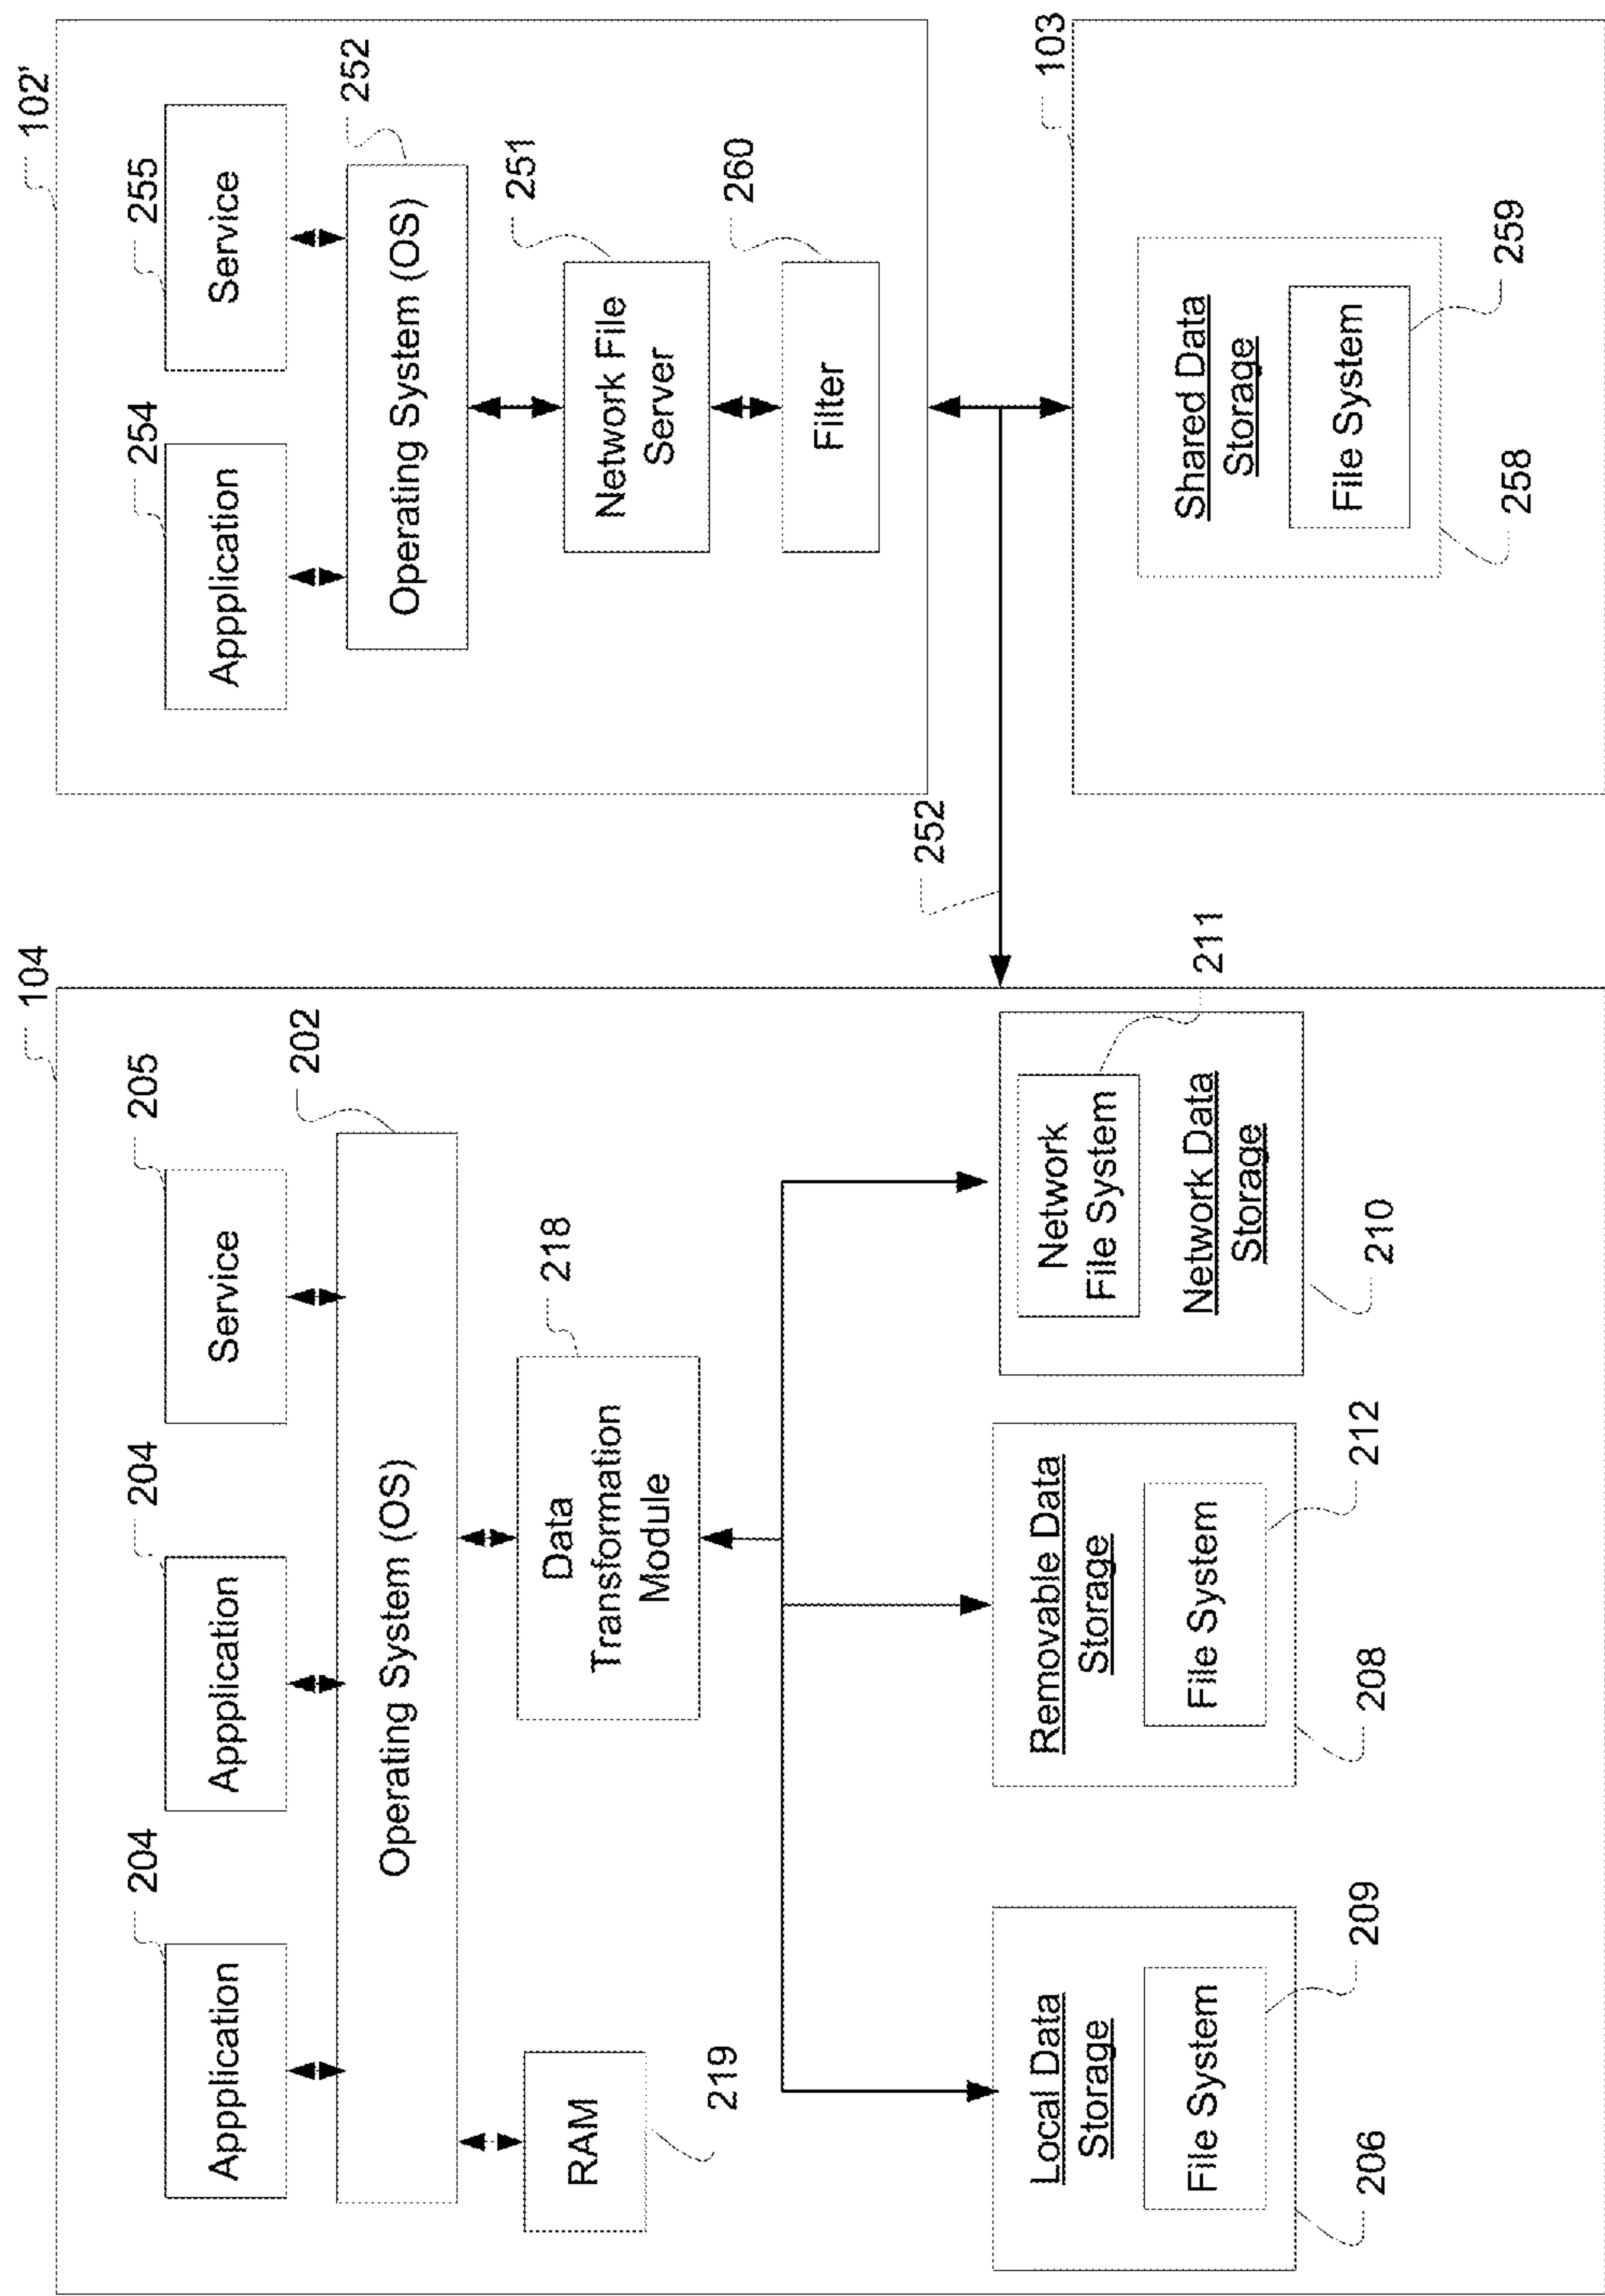 104
204
204
205
Application
Application
Service
202
Operating System (OS)
RAM
219
Data
Transformation
Module
218
Local Data
Storage
File System
206
209
Removable Data
Storage
File System
208
212
Network
File System
Network Data
Storage
210
211
252
102'
254
255
Application
Service
252
Operating System (OS)
251
Network File
Server
260
Filter
103
Shared Data
Storage
File System
258
259